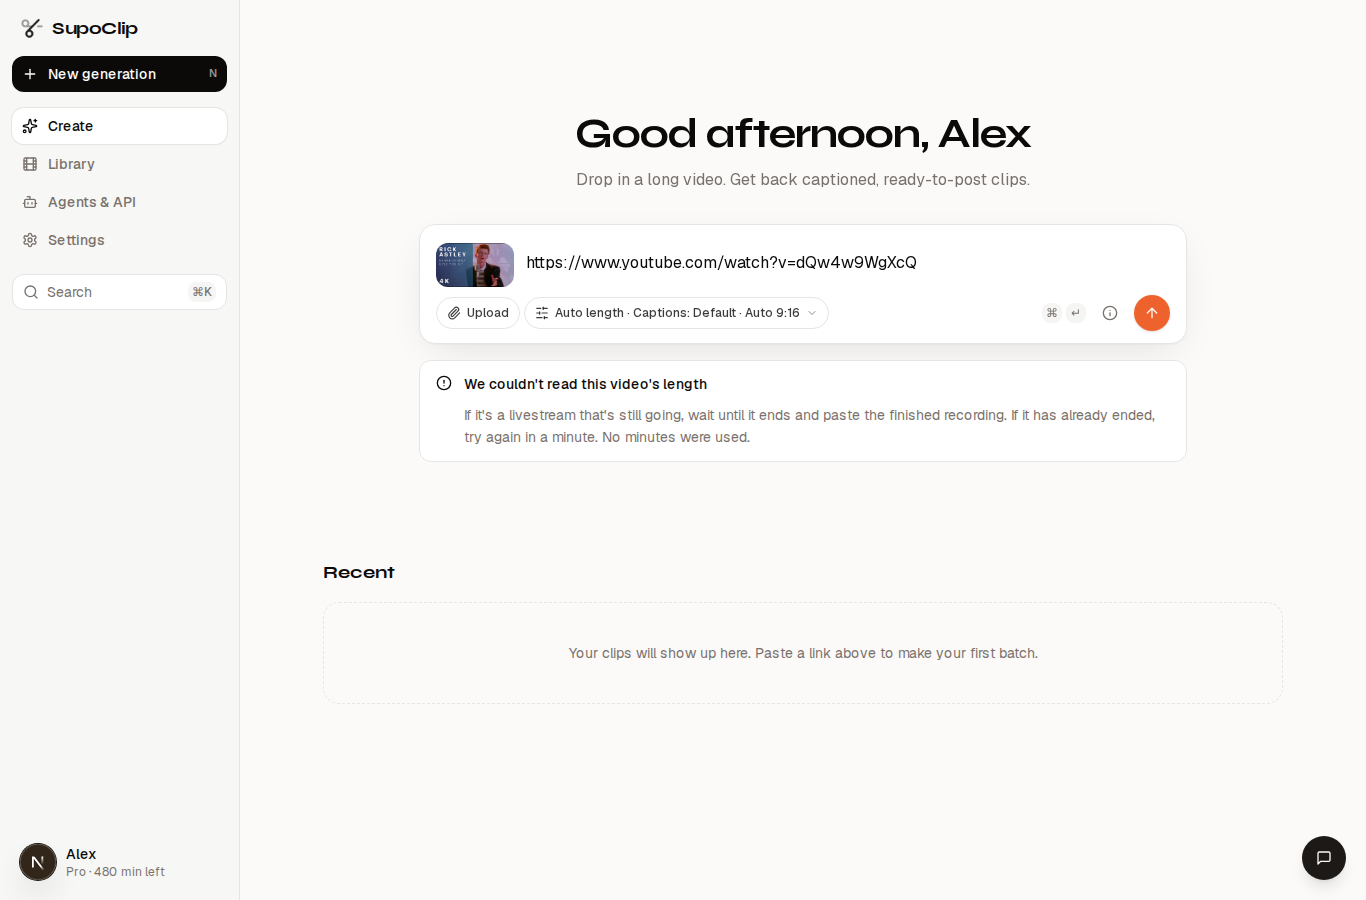 SupoClip
New generation
N
Create
Library
Agents & API
Settings
Search
⌘K
Alex
Pro · 480 min left
Good afternoon, Alex
Drop in a long video. Get back captioned, ready-to-post clips.
RICK
ASTLEY
4K
https://www.youtube.com/watch?v=dQw4w9WgXcQ
Upload
Auto length · Captions: Default · Auto 9:16
⌘ ↵
We couldn't read this video's length
If it's a livestream that's still going, wait until it ends and paste the finished recording. If it has already ended,
try again in a minute. No minutes were used.
Recent
Your clips will show up here. Paste a link above to make your first batch.